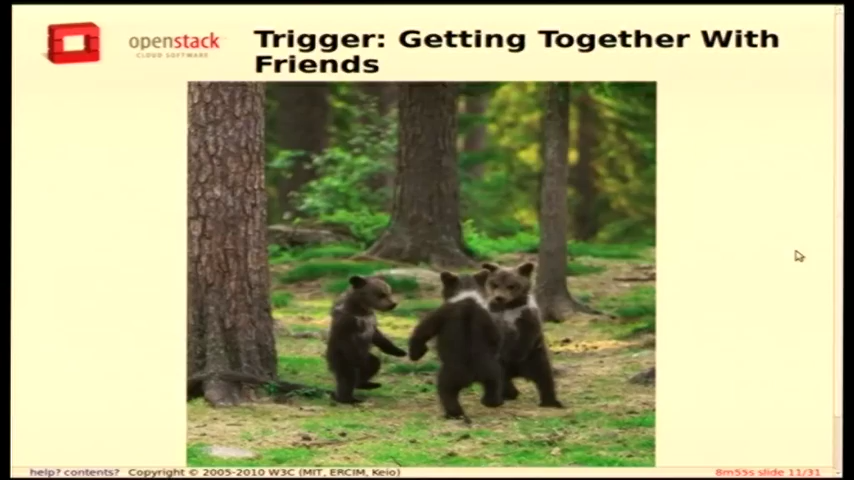 openstack
CLOUD SOFTWARE
Trigger: Getting Together With
Friends
help? contents? Copyright © 2005-2010 W3C (MIT, ERCIM, Keio)
8m55s slide 11/31